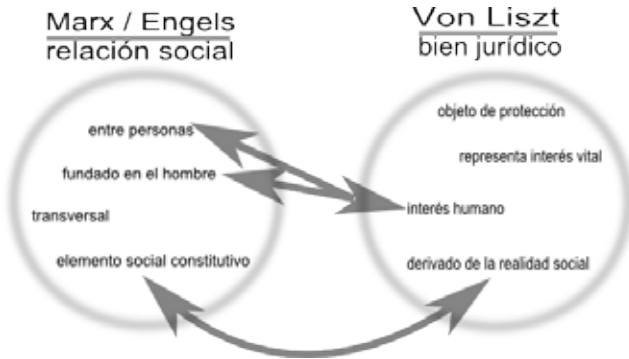 Marx / Engels
relación social
entre personas
fundado en el hombre
transversal
elemento social constitutivo
Von Liszt
bien jurídico
objeto de protección
representa interés vital
interés humano
derivado de la realidad social